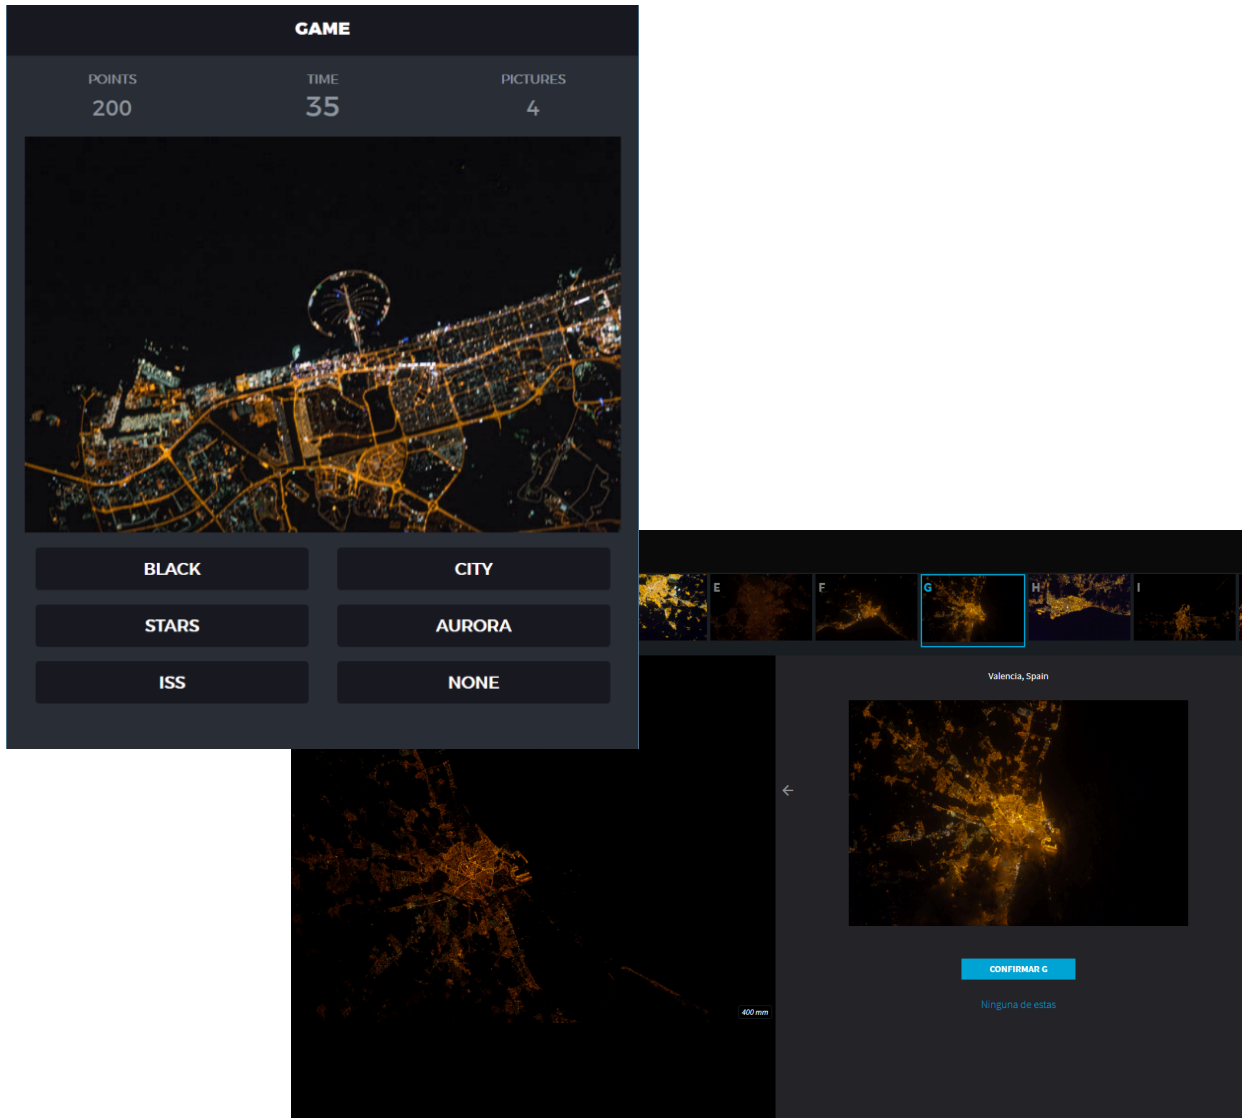 GAME
POINTS TIME PICTURES
200 35 4
BLACK CITY
STARS AURORA
ISS NONE
E F G H I
Valencia, Spain
400 mm
CONFIRMAR G
Ninguna de estas